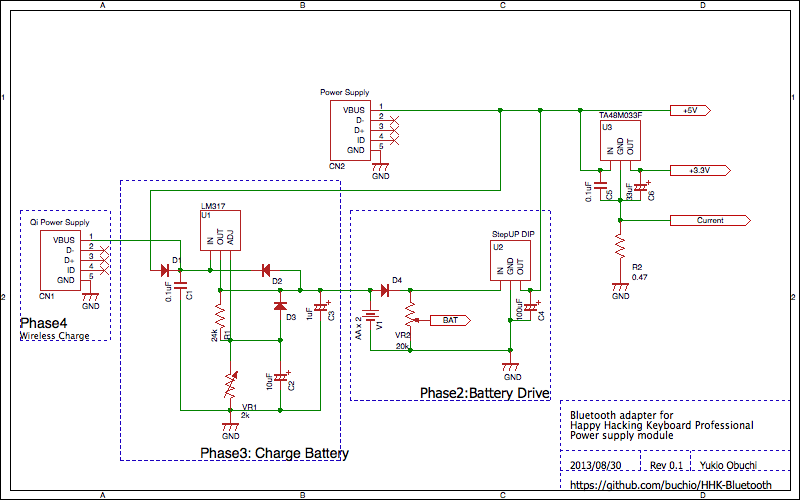 A
B
C
D
1
1
Power Supply
VBUS
1
D-
2
D+
3
ID
4
GND
5
CN2
GND
+5V
TA48M033F
U3
IN
GND
OUT
0.1uF
C5
33uF
C6
+3.3V
Current
R2
0.47
GND
LM317
U1
IN
OUT
ADJ
Qi Power Supply
VBUS
1
D-
2
D+
3
ID
4
GND
5
CN1
GND
Phase4
Wireless Charge
D1
0.1uF
C1
D2
D3
24k
R1
1uF
C3
10uF
C2
VR1
2k
GND
Phase3: Charge Battery
StepUP DIP
U2
IN
GND
OUT
D4
AA x 2
V1
BAT
VR2
20k
100uF
C4
GND
Phase2:Battery Drive
2
2
Bluetooth adapter for
Happy Hacking Keyboard Professional
Power supply module
2013/08/30 Rev 0.1 Yukio Obuchi
https://github.com/buchio/HHK-Bluetooth
A
B
C
D